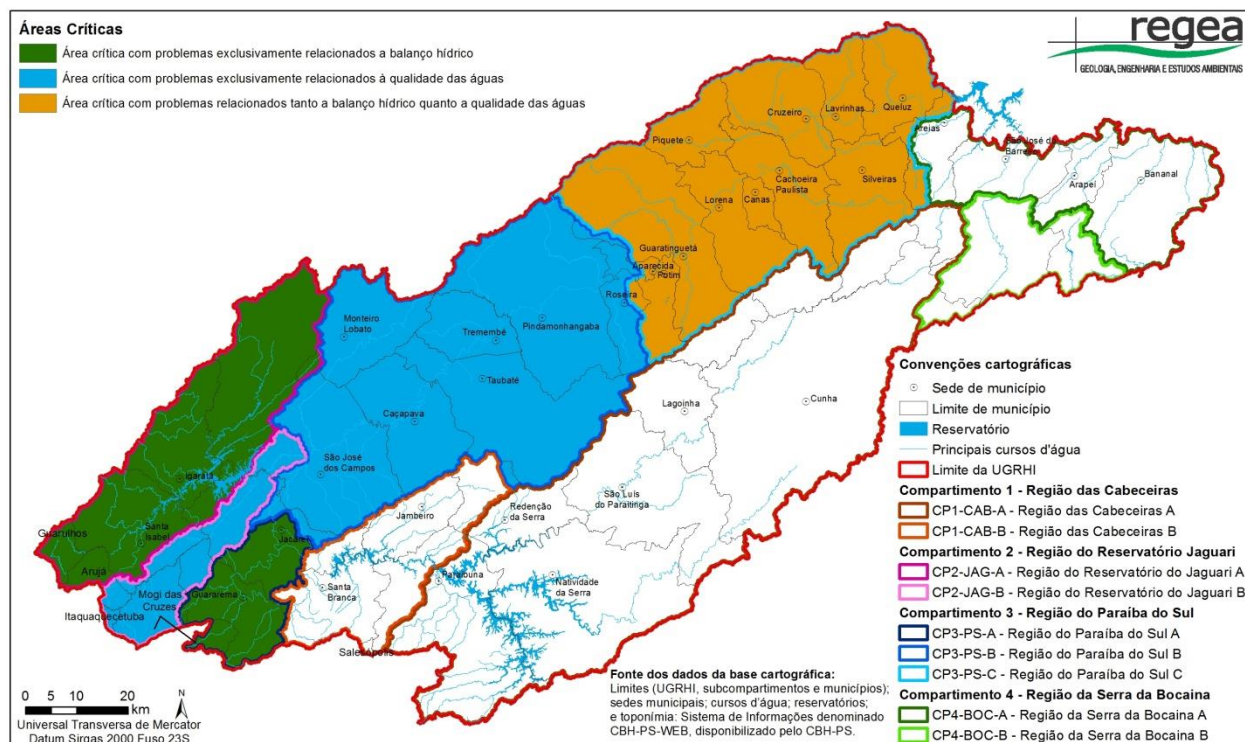 Áreas Críticas
Área crítica com problemas exclusivamente relacionados a balanço hídrico
Área crítica com problemas exclusivamente relacionados à qualidade das águas
Área crítica com problemas relacionados tanto a balanço hídrico quanto a qualidade das águas
regea
GEOLOGIA, ENGENHARIA E ESTUDOS AMBIENTAIS
Queluz
Lavrinhas
Cruzeiro
Areias
São José do
Barreiro
Piquete
Cachoeira
Paulista
Silveiras
Arapeí
Bananal
Canas
Lorena
Guaratinguetá
Aparecida
Potim
Roseira
Monteiro
Lobato
Tremembé
Pindamonhangaba
Taubaté
Lagoinha
Cunha
Caçapava
São José
dos Campos
Igaratá
São Luís
do Paraitinga
Jambeiro
Redenção
da Serra
Guarulhos
Santa
Isabel
Jacareí
Arujá
Paraibuna
Natividade
da Serra
Santa
Branca
Guararema
Mogi das
Cruzes
Itaquaquecetuba
Salesópolis
Convenções cartográficas
Sede de município
Limite de município
Reservatório
Principais cursos d'água
Limite da UGRHI
Compartimento 1 - Região das Cabeceiras
CP1-CAB-A - Região das Cabeceiras A
CP1-CAB-B - Região das Cabeceiras B
Compartimento 2 - Região do Reservatório Jaguari
CP2-JAG-A - Região do Reservatório do Jaguari A
CP2-JAG-B - Região do Reservatório do Jaguari B
Compartimento 3 - Região do Paraíba do Sul
CP3-PS-A - Região do Paraíba do Sul A
CP3-PS-B - Região do Paraíba do Sul B
CP3-PS-C - Região do Paraíba do Sul C
Compartimento 4 - Região da Serra da Bocaina
CP4-BOC-A - Região da Serra da Bocaina A
CP4-BOC-B - Região da Serra da Bocaina B
Fonte dos dados da base cartográfica:
Limites (UGRHI, subcompartimentos e municípios);
sedes municipais; cursos d'água; reservatórios;
e toponímia: Sistema de Informações denominado
CBH-PS-WEB, disponibilizado pelo CBH-PS.
0 5 10 20
km
N
Universal Transversa de Mercator
Datum Sirgas 2000 Fuso 23S